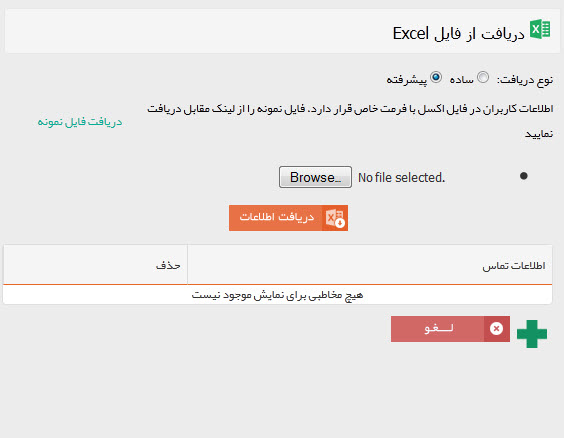 دریافت از فایل Excel
نوع دریافت: ساده پیشرفته
اطلاعات کاربران در فایل اکسل با فرمت خاص قرار دارد. فایل نمونه را از لینک مقابل دریافت
نمایید
دریافت فایل نمونه
Browse... No file selected.
دریافت اطلاعات
اطلاعات تماس حذف
هیچ مخاطبی برای نمایش موجود نیست
لـــغو